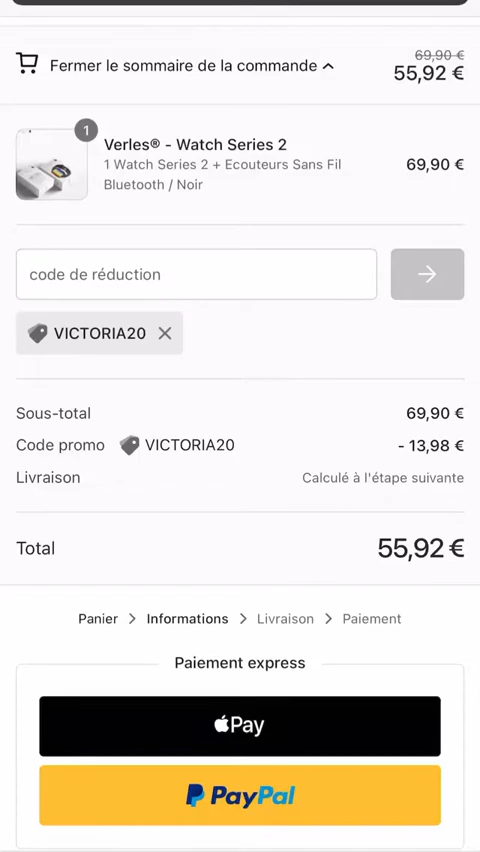 69,90 €
Fermer le sommaire de la commande
55,92 €
1
Verles® - Watch Series 2
1 Watch Series 2 + Ecouteurs Sans Fil
Bluetooth / Noir
69,90 €
code de réduction
VICTORIA20
Sous-total
69,90 €
Code promo VICTORIA20
- 13,98 €
Livraison
Calculé à l'étape suivante
Total
55,92 €
Panier > Informations > Livraison > Paiement
Paiement express
Pay
PayPal